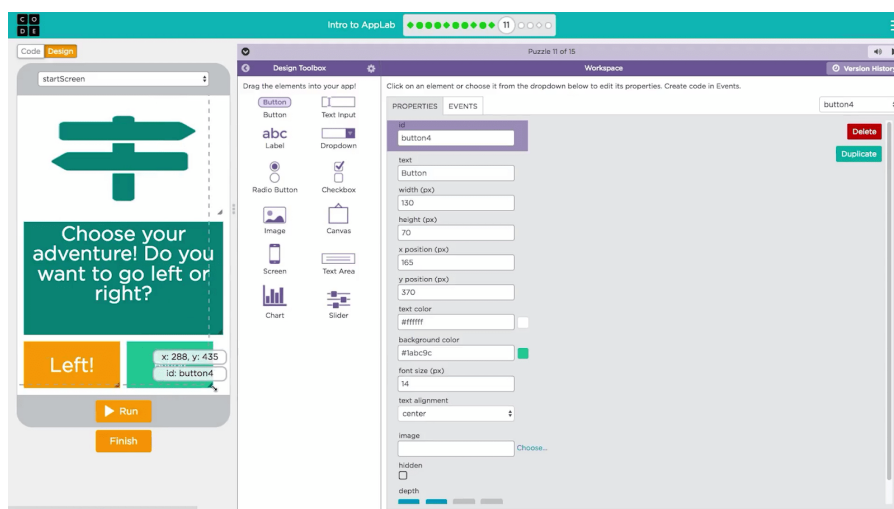 C O
D E
Intro to AppLab
11
Code
Design
Puzzle 11 of 15
startScreen
Design Toolbox
Workspace
Version History
Drag the elements into your app!
Click on an element or choose it from the dropdown below to edit its properties. Create code in Events.
Button
Button
Text Input
abc
Label
Dropdown
Radio Button
Checkbox
Image
Canvas
Screen
Text Area
Chart
Slider
PROPERTIES
EVENTS
button4
Delete
Duplicate
id
button4
text
Button
width (px)
130
height (px)
70
x position (px)
165
y position (px)
370
text color
#ffffff
background color
#1abc9c
font size (px)
14
text alignment
center
image
Choose...
hidden
depth
Choose your
adventure! Do you
want to go left or
right?
Left!
x: 288, y: 435
id: button4
Run
Finish